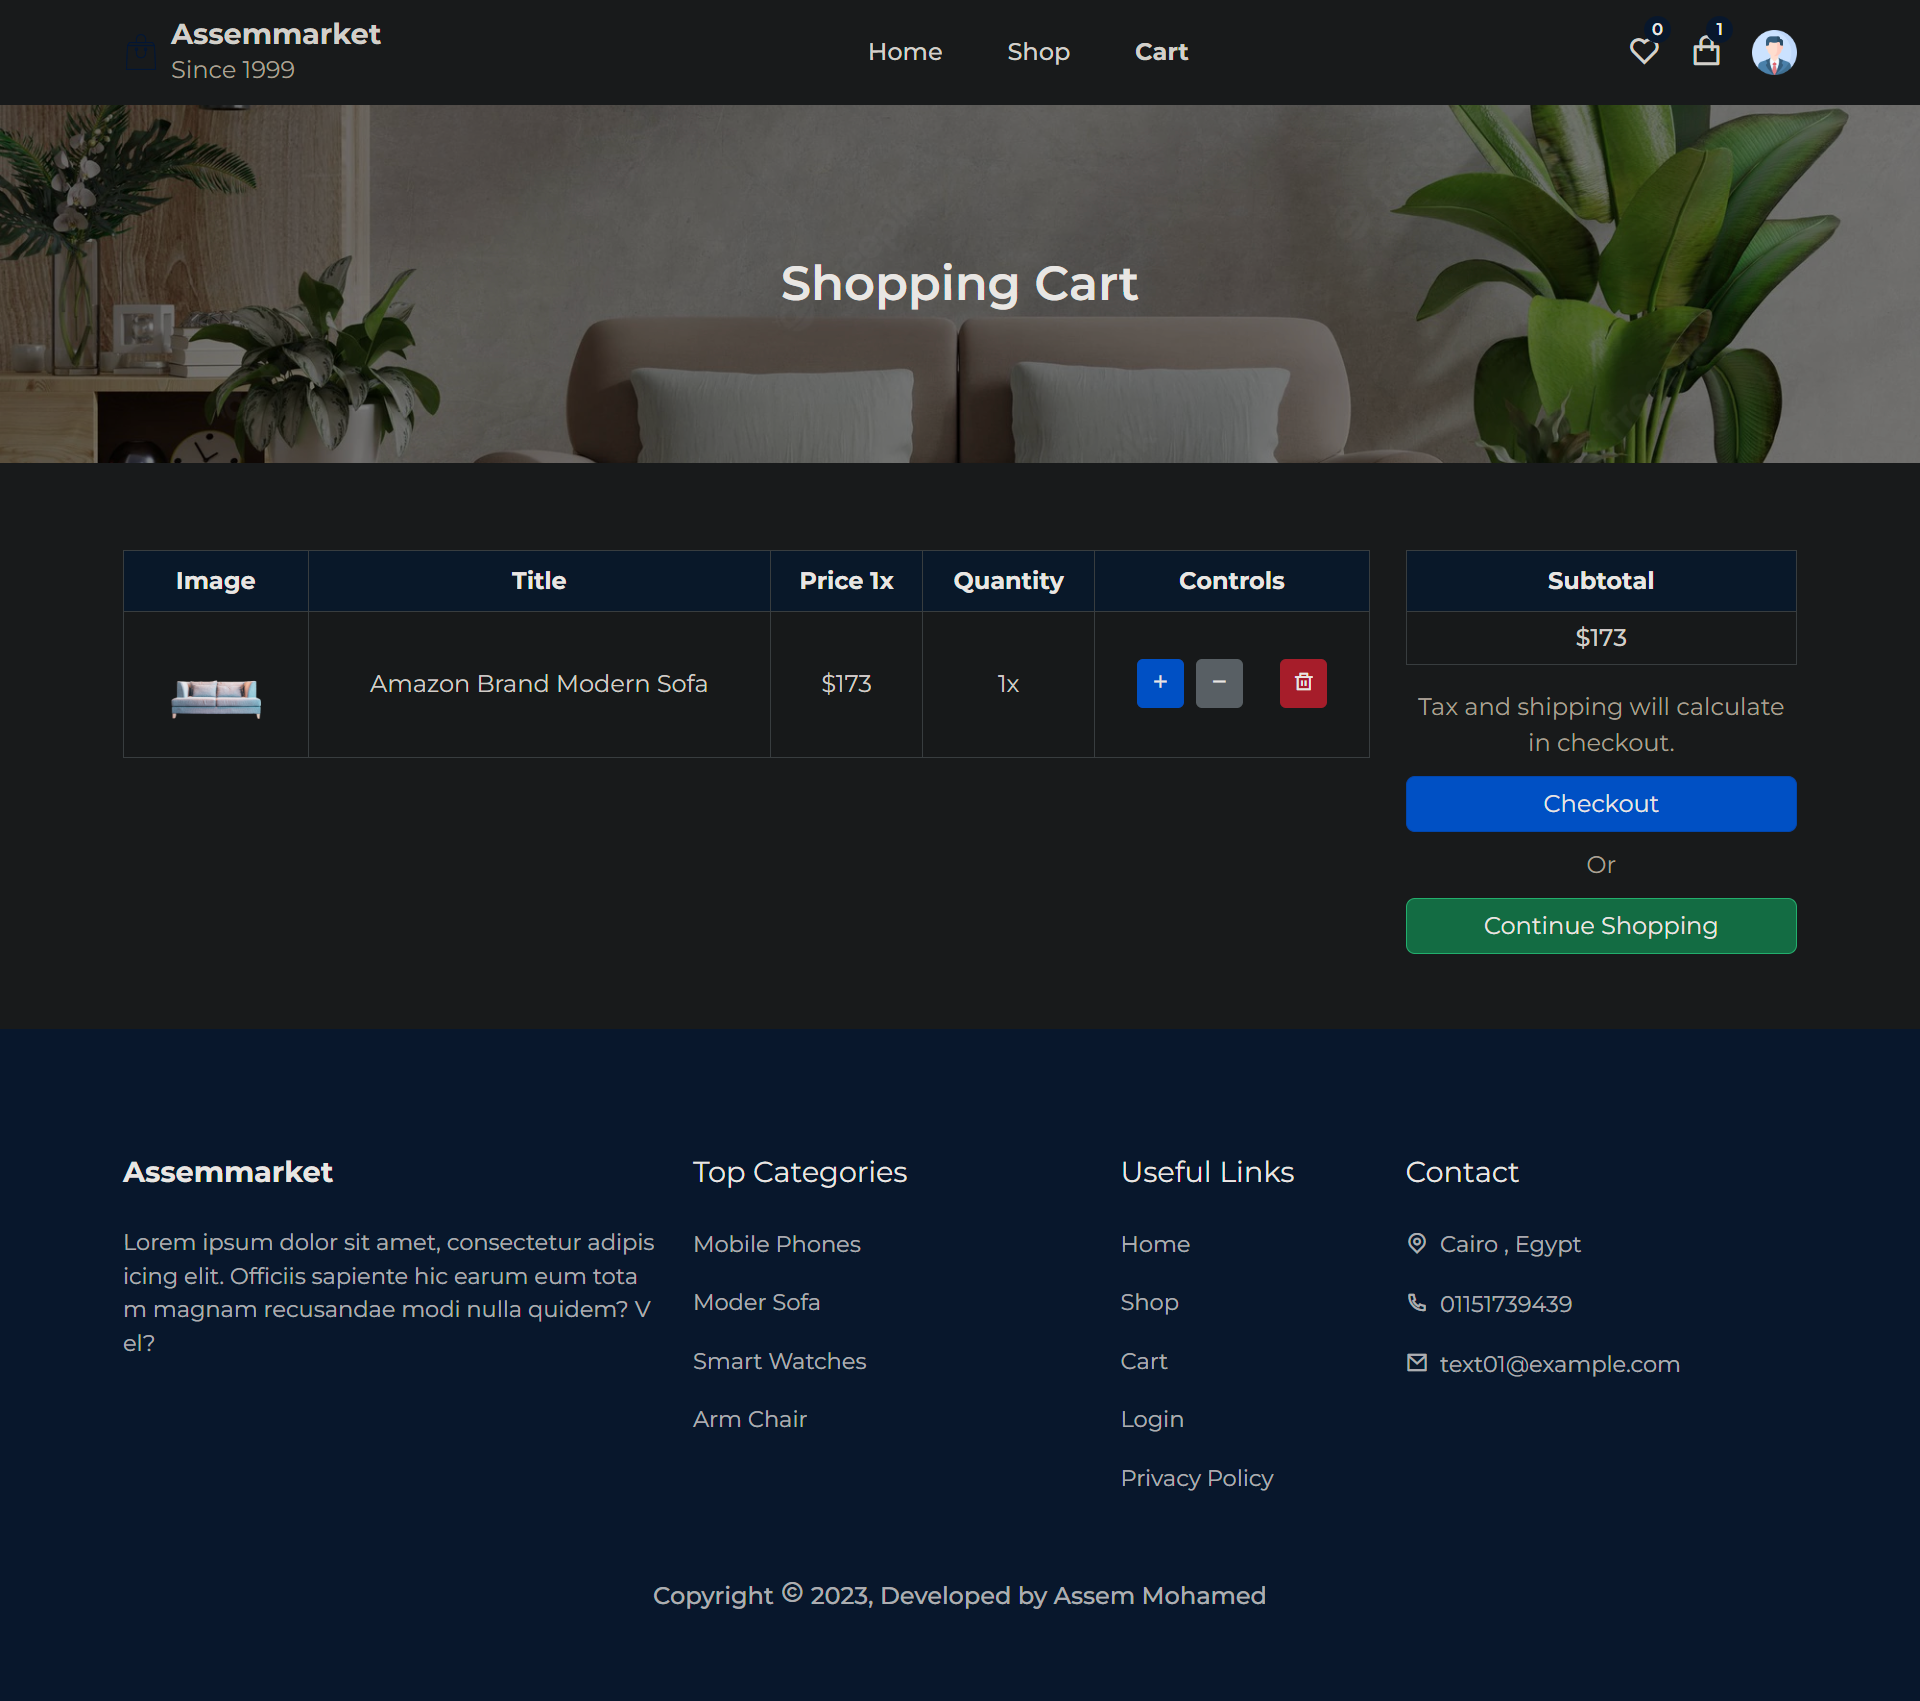 Assemmarket
Since 1999
Home
Shop
Cart
0
1
Shopping Cart
Image
Title
Price 1x
Quantity
Controls
Amazon Brand Modern Sofa
$173
1x
+
−
Subtotal
$173
Tax and shipping will calculate
in checkout.
Checkout
Or
Continue Shopping
Assemmarket
Lorem ipsum dolor sit amet, consectetur adipis
icing elit. Officiis sapiente hic earum eum tota
m magnam recusandae modi nulla quidem? V
el?
Top Categories
Mobile Phones
Moder Sofa
Smart Watches
Arm Chair
Useful Links
Home
Shop
Cart
Login
Privacy Policy
Contact
Cairo , Egypt
01151739439
text01@example.com
Copyright © 2023, Developed by Assem Mohamed